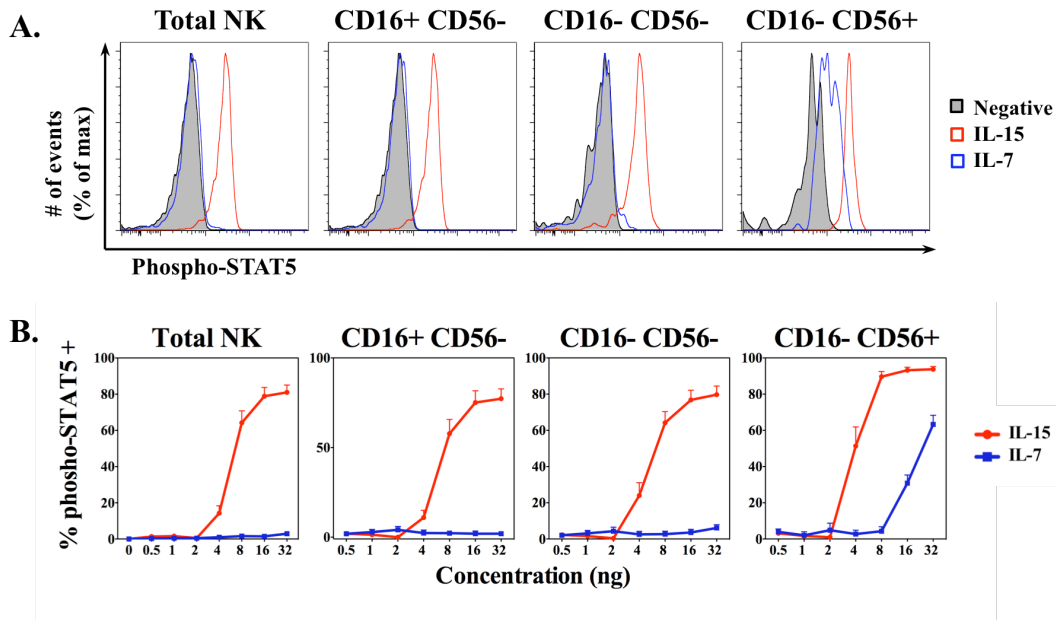 A.
Total NK CD16+ CD56- CD16- CD56- CD16- CD56+
# of events
(% of max)
Negative
IL-15
IL-7
Phospho-STAT5
B.
Total NK CD16+ CD56- CD16- CD56- CD16- CD56+
% phosho-STAT5 +
100 100 100 100
80 80 80
60 50 60 60
40 40 40
20 20 20
0 0 0 0
0 0.5 1 2 4 8 16 32 0.5 1 2 4 8 16 32 0.5 1 2 4 8 16 32 0.5 1 2 4 8 16 32
IL-15
IL-7
Concentration (ng)